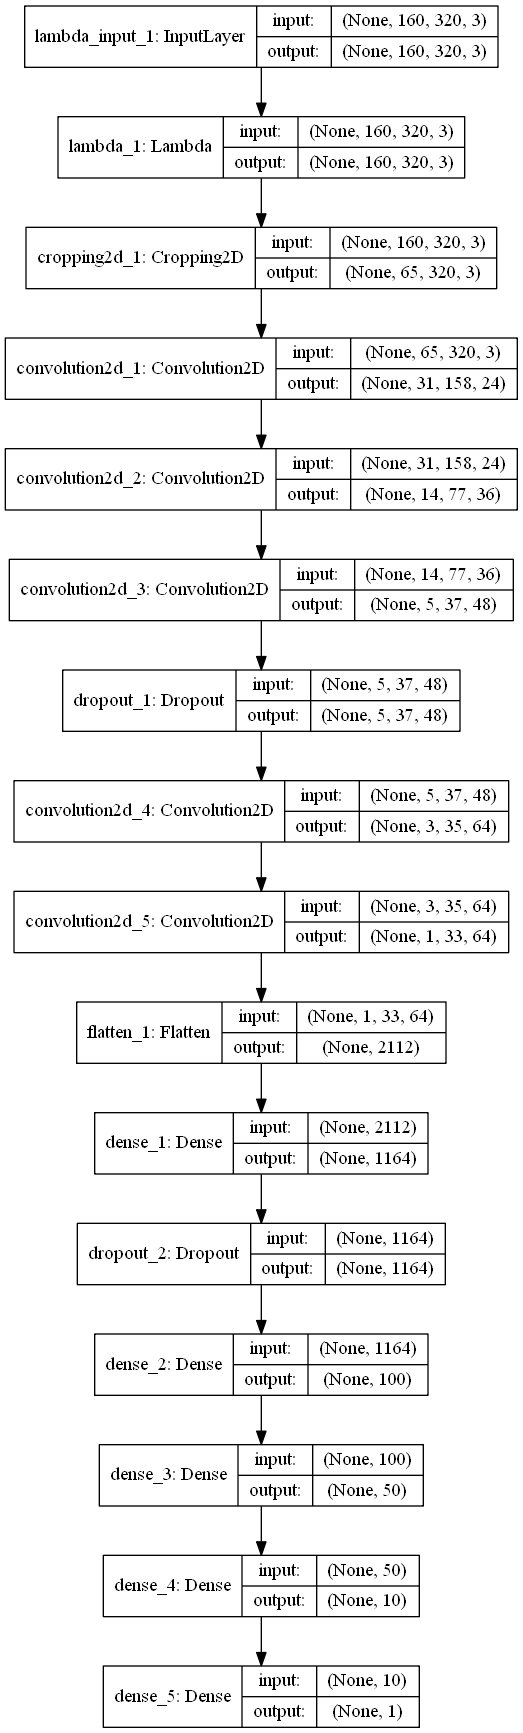 lambda_input_1: InputLayer
input: (None, 160, 320, 3)
output: (None, 160, 320, 3)
lambda_1: Lambda
input: (None, 160, 320, 3)
output: (None, 160, 320, 3)
cropping2d_1: Cropping2D
input: (None, 160, 320, 3)
output: (None, 65, 320, 3)
convolution2d_1: Convolution2D
input: (None, 65, 320, 3)
output: (None, 31, 158, 24)
convolution2d_2: Convolution2D
input: (None, 31, 158, 24)
output: (None, 14, 77, 36)
convolution2d_3: Convolution2D
input: (None, 14, 77, 36)
output: (None, 5, 37, 48)
dropout_1: Dropout
input: (None, 5, 37, 48)
output: (None, 5, 37, 48)
convolution2d_4: Convolution2D
input: (None, 5, 37, 48)
output: (None, 3, 35, 64)
convolution2d_5: Convolution2D
input: (None, 3, 35, 64)
output: (None, 1, 33, 64)
flatten_1: Flatten
input: (None, 1, 33, 64)
output: (None, 2112)
dense_1: Dense
input: (None, 2112)
output: (None, 1164)
dropout_2: Dropout
input: (None, 1164)
output: (None, 1164)
dense_2: Dense
input: (None, 1164)
output: (None, 100)
dense_3: Dense
input: (None, 100)
output: (None, 50)
dense_4: Dense
input: (None, 50)
output: (None, 10)
dense_5: Dense
input: (None, 10)
output: (None, 1)